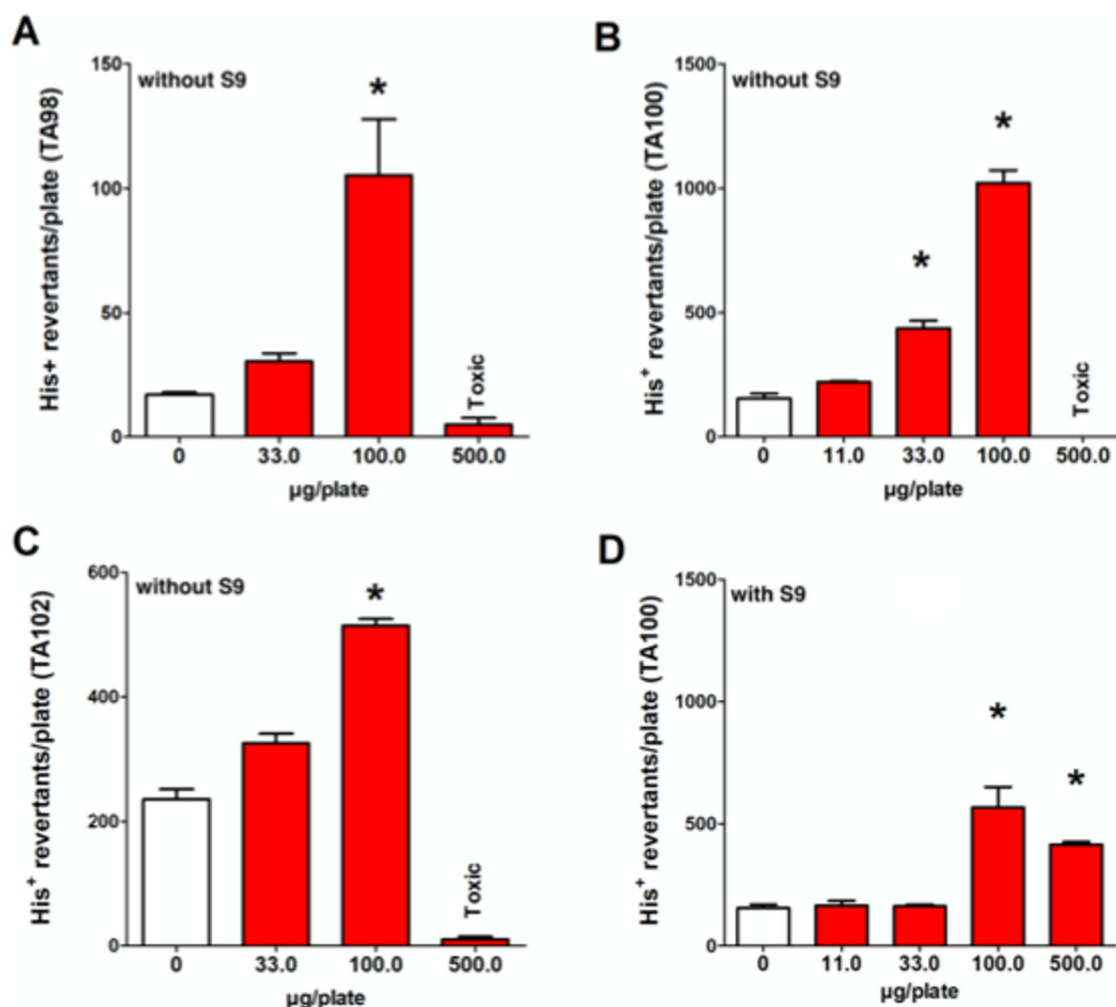 A
His+ revertants/plate (TA98)
without S9
150
100
50
0
*
Toxic
0 33.0 100.0 500.0
µg/plate
B
His+ revertants/plate (TA100)
without S9
1500
1000
500
0
*
*
Toxic
0 11.0 33.0 100.0 500.0
µg/plate
C
His+ revertants/plate (TA102)
without S9
600
400
200
0
*
Toxic
0 33.0 100.0 500.0
µg/plate
D
His+ revertants/plate (TA100)
with S9
1500
1000
500
0
*
*
0 11.0 33.0 100.0 500.0
µg/plate